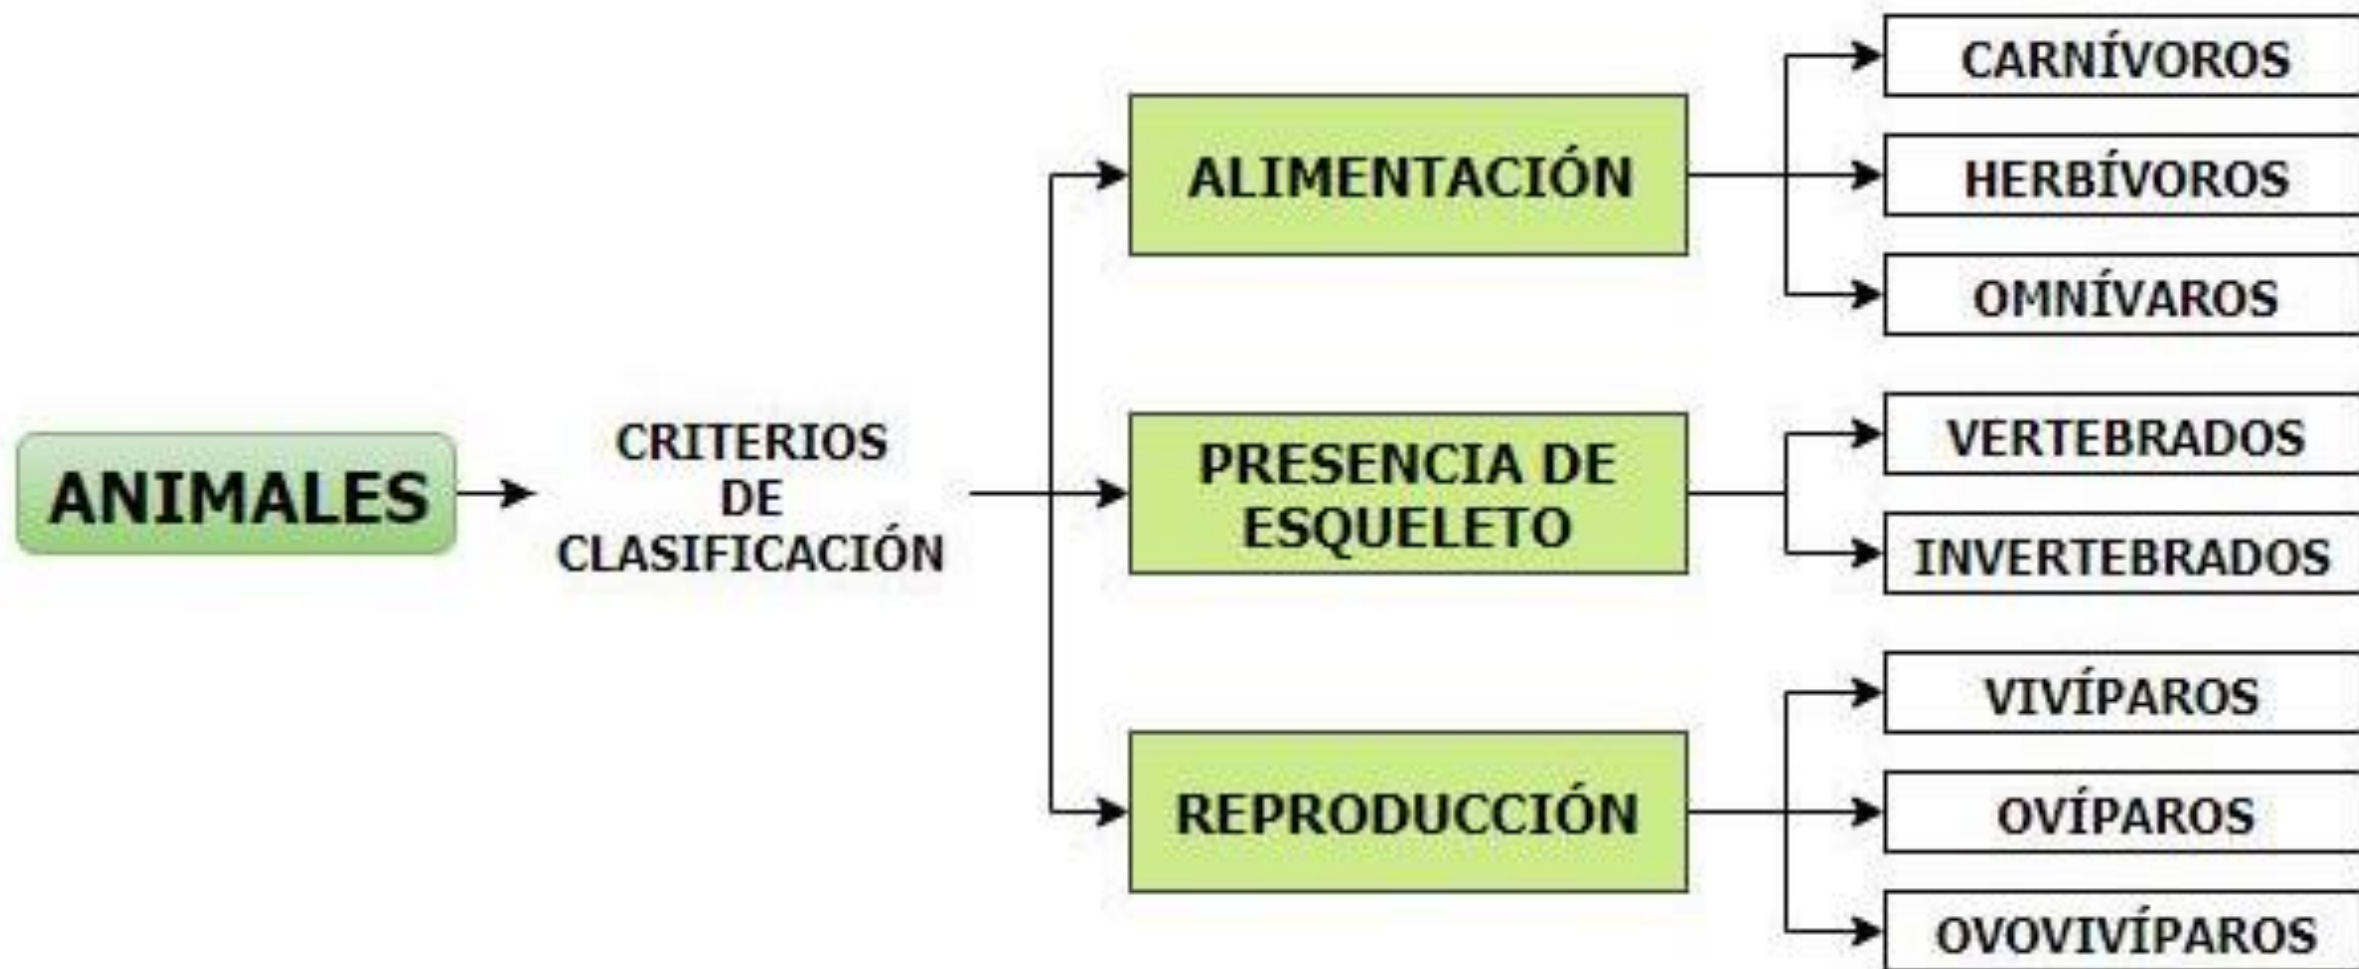 ANIMALES
CRITERIOS
DE
CLASIFICACIÓN
ALIMENTACIÓN
CARNÍVOROS
HERBÍVOROS
OMNÍVAROS
PRESENCIA DE
ESQUELETO
VERTEBRADOS
INVERTEBRADOS
REPRODUCCIÓN
VIVÍPAROS
OVÍPAROS
OVOVIVÍPAROS